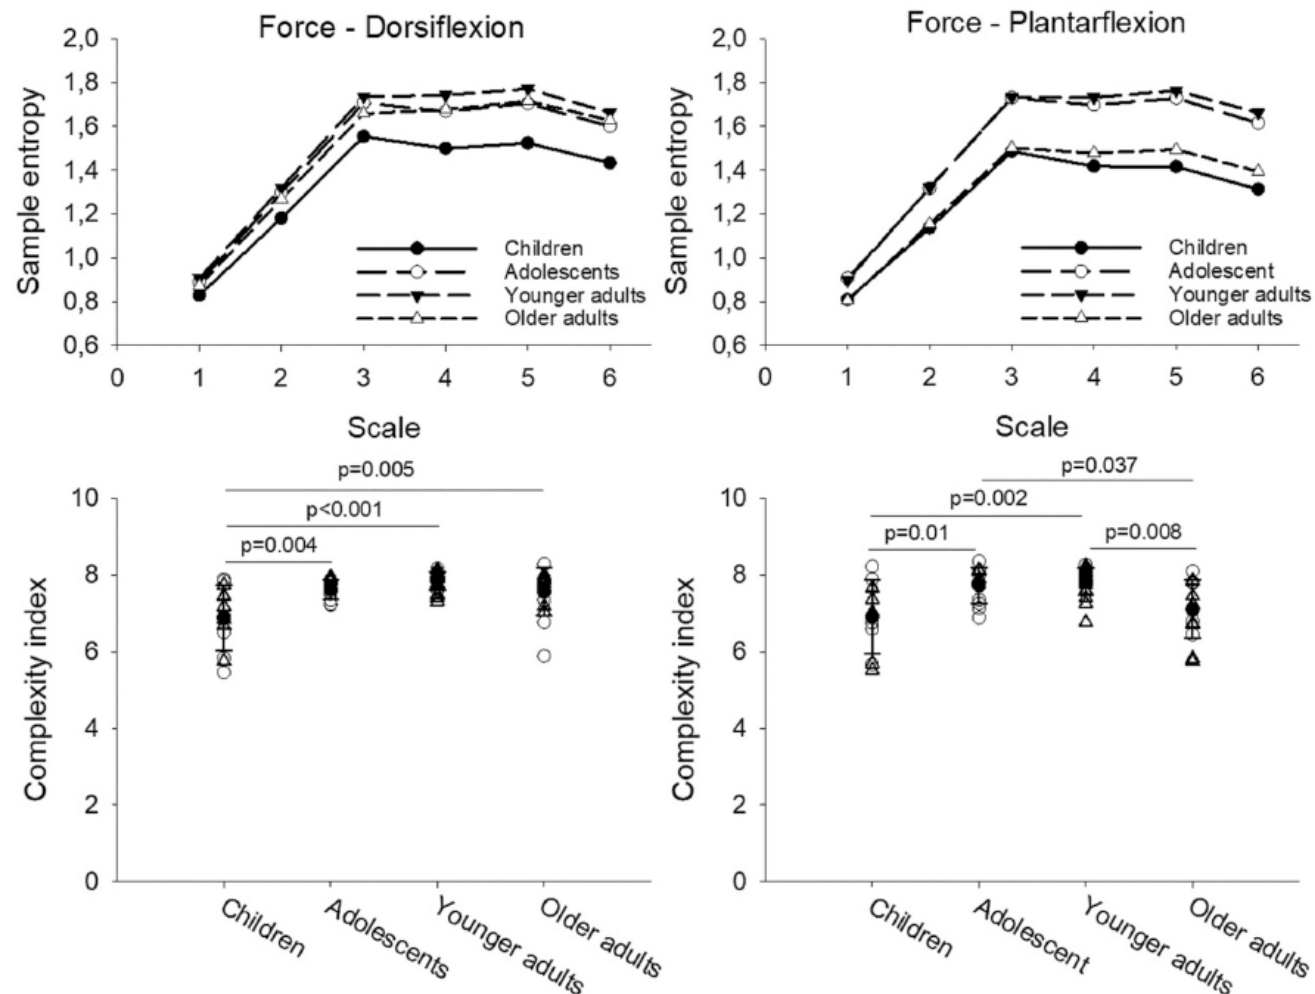 Force - Dorsiflexion
2,0
1,8
1,6
1,4
1,2
1,0
0,8
0,6
Sample entropy
Children
Adolescents
Younger adults
Older adults
0 1 2 3 4 5 6
Scale
Force - Plantarflexion
2,0
1,8
1,6
1,4
1,2
1,0
0,8
0,6
Sample entropy
Children
Adolescent
Younger adults
Older adults
0 1 2 3 4 5 6
Scale
p=0.005
p<0.001
p=0.004
10
8
6
4
2
0
Complexity index
Children
Adolescents
Younger adults
Older adults
p=0.037
p=0.002
p=0.01
p=0.008
10
8
6
4
2
0
Complexity index
Children
Adolescent
Younger adults
Older adults